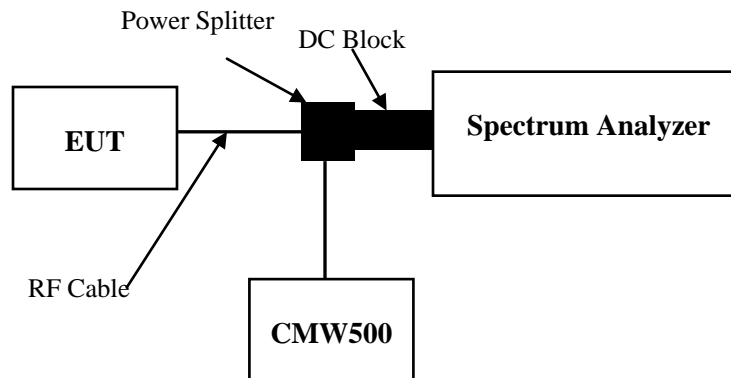 Power Splitter
DC Block
EUT
Spectrum Analyzer
RF Cable
CMW500